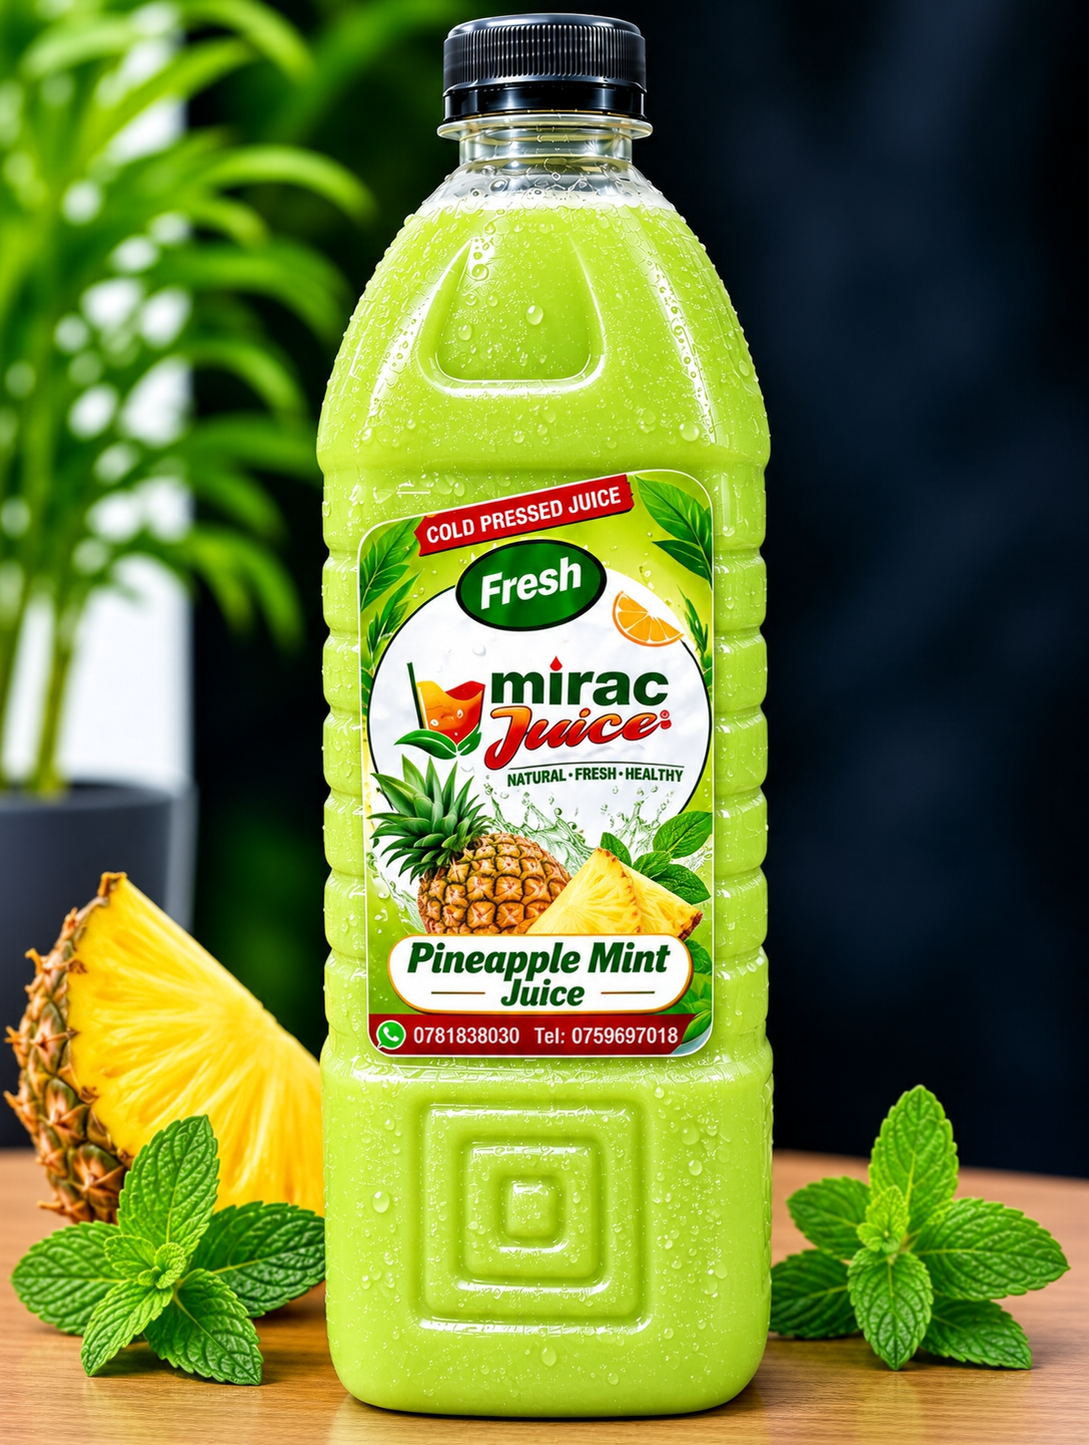 COLD PRESSED JUICE
Fresh
mirac
Juice
NATURAL • FRESH • HEALTHY
Pineapple Mint
Juice
0781838030 Tel: 0759697018